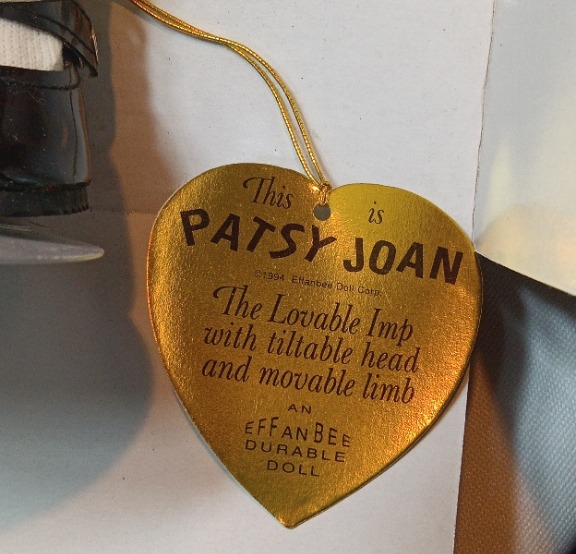 This is
PATSY JOAN
©1994 Effanbee Doll Corp.
The Lovable Imp
with tiltable head
and movable limb
AN
EFFANBEE
DURABLE
DOLL